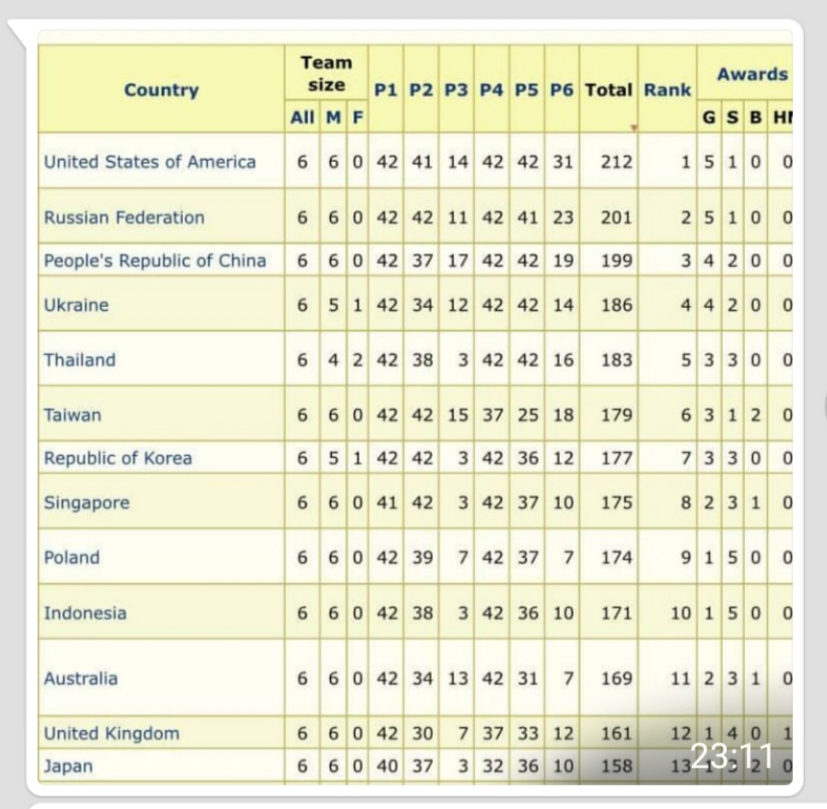 Country Team size P1 P2 P3 P4 P5 P6 Total Rank Awards
All M F G S B
United States of America 6 6 0 42 41 14 42 42 31 212 1 5 1 0 0
Russian Federation 6 6 0 42 42 11 42 41 23 201 2 5 1 0 0
People's Republic of China 6 6 0 42 37 17 42 42 19 199 3 4 2 0 0
Ukraine 6 5 1 42 34 12 42 42 14 186 4 4 2 0 0
Thailand 6 4 2 42 38 3 42 42 16 183 5 3 3 0 0
Taiwan 6 6 0 42 42 15 37 25 18 179 6 3 1 2 0
Republic of Korea 6 5 1 42 42 3 42 36 12 177 7 3 3 0 0
Singapore 6 6 0 41 42 3 42 37 10 175 8 2 3 1 0
Poland 6 6 0 42 39 7 42 37 7 174 9 1 5 0 0
Indonesia 6 6 0 42 38 3 42 36 10 171 10 1 5 0 0
Australia 6 6 0 42 34 13 42 31 7 169 11 2 3 1 0
United Kingdom 6 6 0 42 30 7 37 33 12 161 12 1 4 0 1
Japan 6 6 0 40 37 3 32 36 10 158 13 2 0
23:11